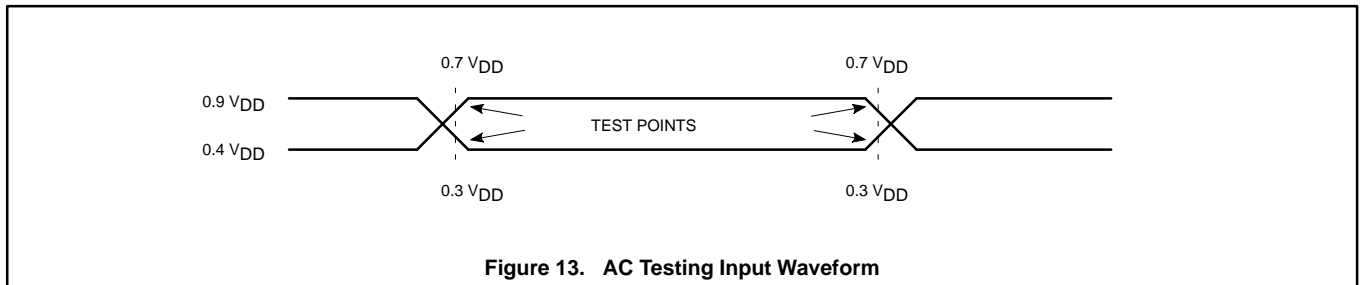 0.7 VDD 0.7 VDD
0.9 VDD
TEST POINTS
0.4 VDD
0.3 VDD 0.3 VDD
Figure 13. AC Testing Input Waveform